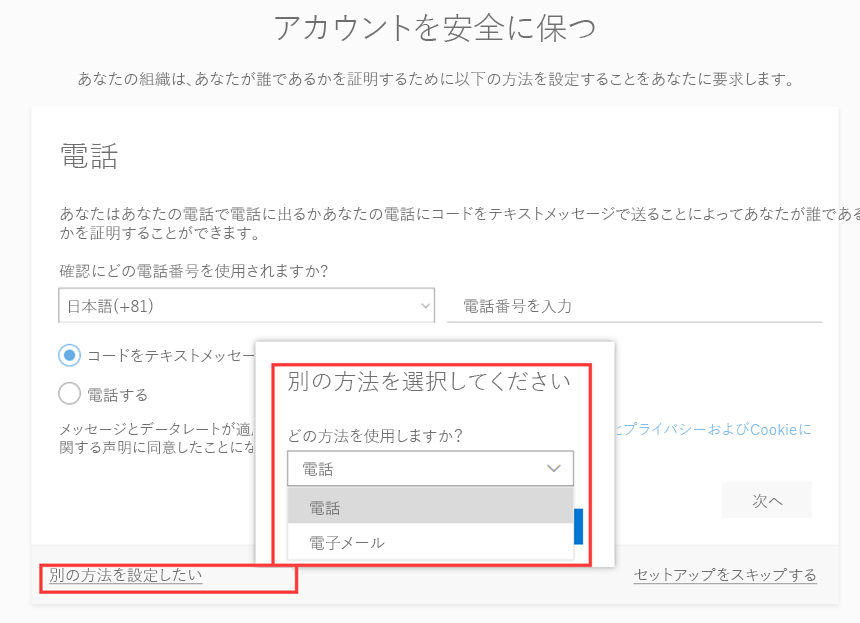 アカウントを安全に保つ
あなたの組織は、あなたが誰であるかを証明するために以下の方法を設定することをあなたに要求します。
電話
あなたはあなたの電話で電話に出るかあなたの電話にコードをテキストメッセージで送ることによってあなたが誰である
かを証明することができます。
確認にどの電話番号を使用されますか?
日本語(+81)
電話番号を入力
コードをテキストメッセー
電話する
メッセージとデータレートが適
とプライバシーおよびCookieに
関する声明に同意したことにな
別の方法を選択してください
どの方法を使用しますか?
電話
電話
電子メール
次へ
別の方法を設定したい
セットアップをスキップする